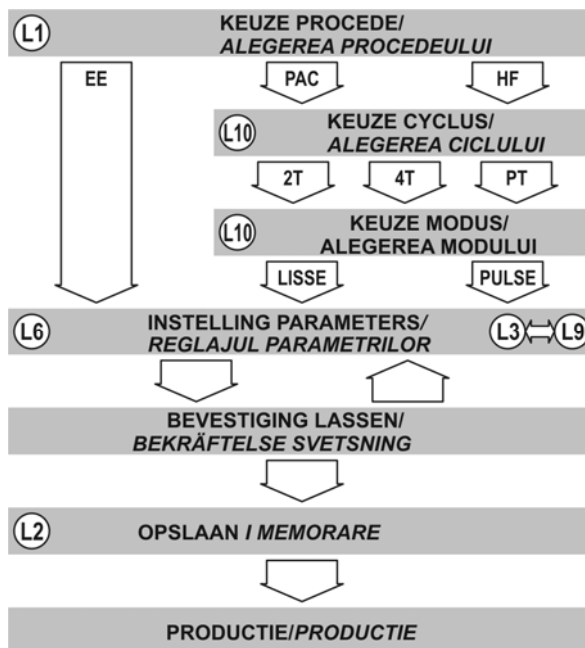 L1
KEUZE PROCEDE/
ALEGEREA PROCEDEULUI
EE
PAC
HF
L10
KEUZE CYCLUS/
ALEGEREA CICLULUI
2T
4T
PT
L10
KEUZE MODUS/
ALEGEREA MODULUI
LISSE
PULSE
L6
INSTELLING PARAMETERS/
REGLAJUL PARAMETRILOR
L3
L9
BEVESTIGING LASSEN/
BEKRÄFTELSE SVETSNING
L2
OPSLAAN / MEMORARE
PRODUCTIE/PRODUCTIE